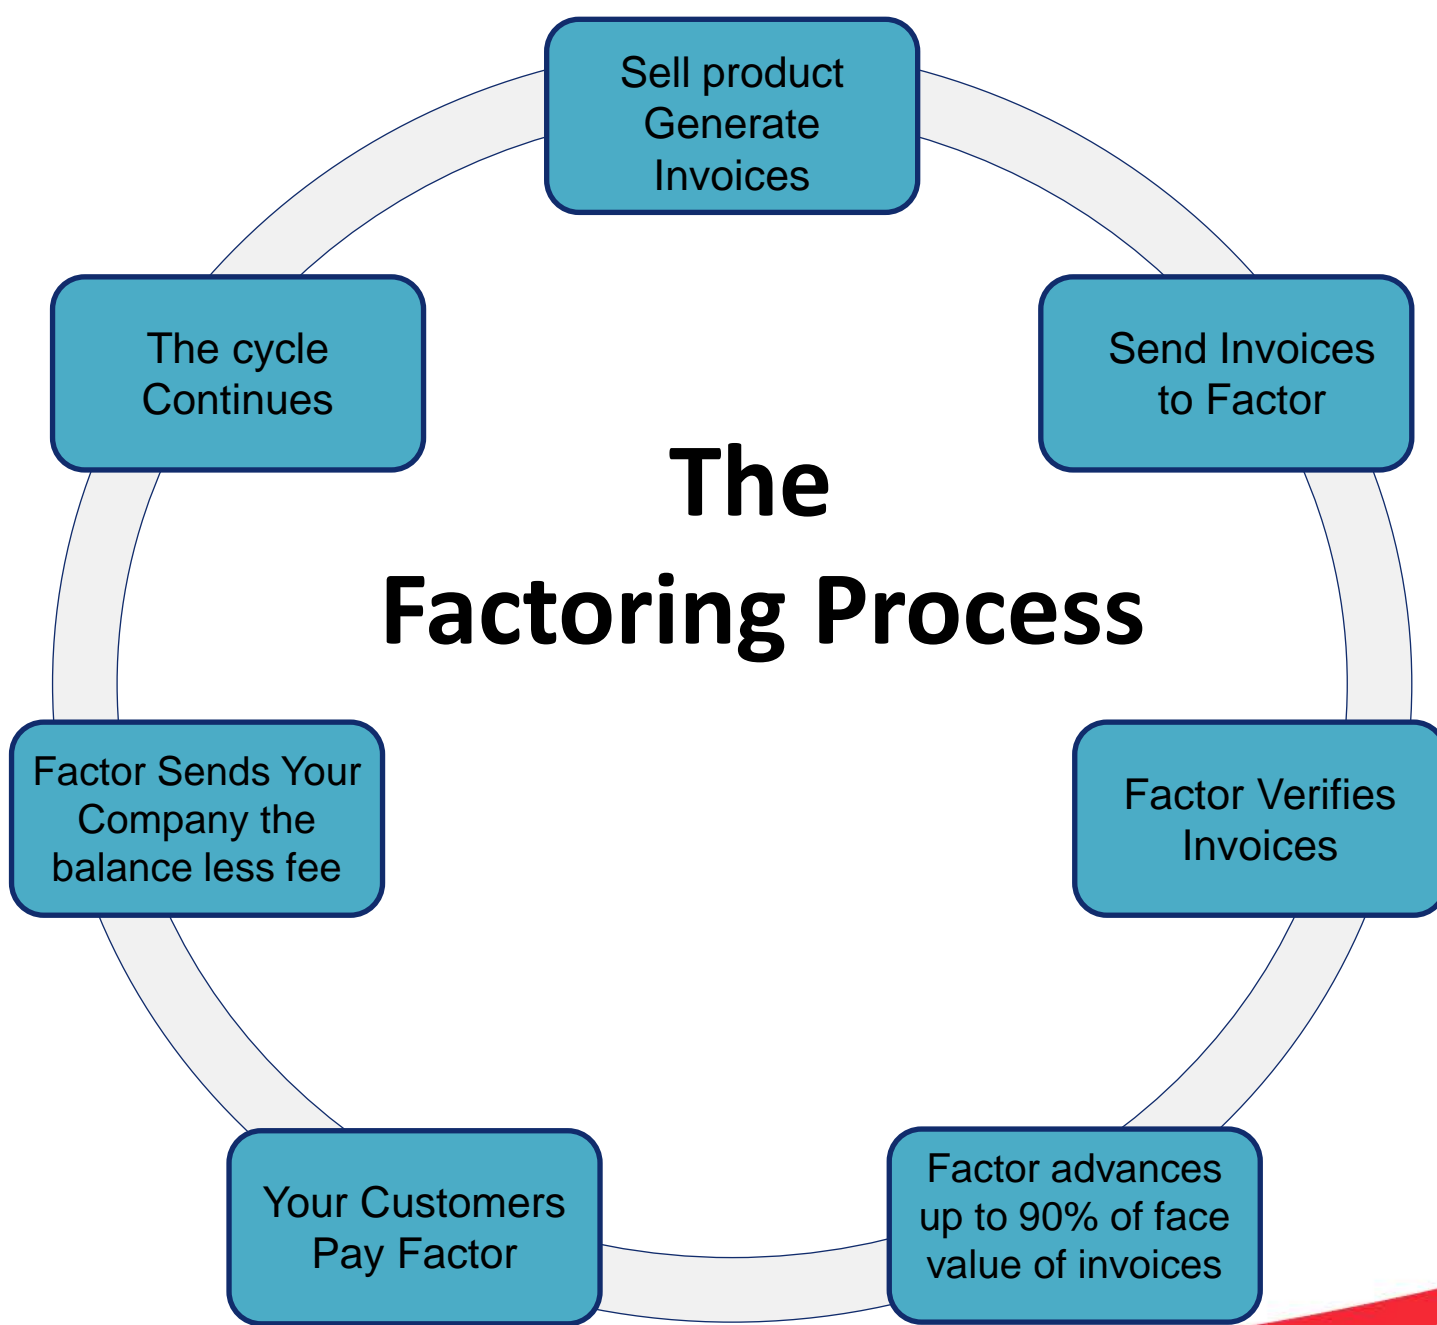 Sell product
Generate
Invoices
Send Invoices
to Factor
Factor Verifies
Invoices
Factor advances
up to 90% of face
value of invoices
Your Customers
Pay Factor
Factor Sends Your
Company the
balance less fee
The cycle
Continues
The
Factoring Process